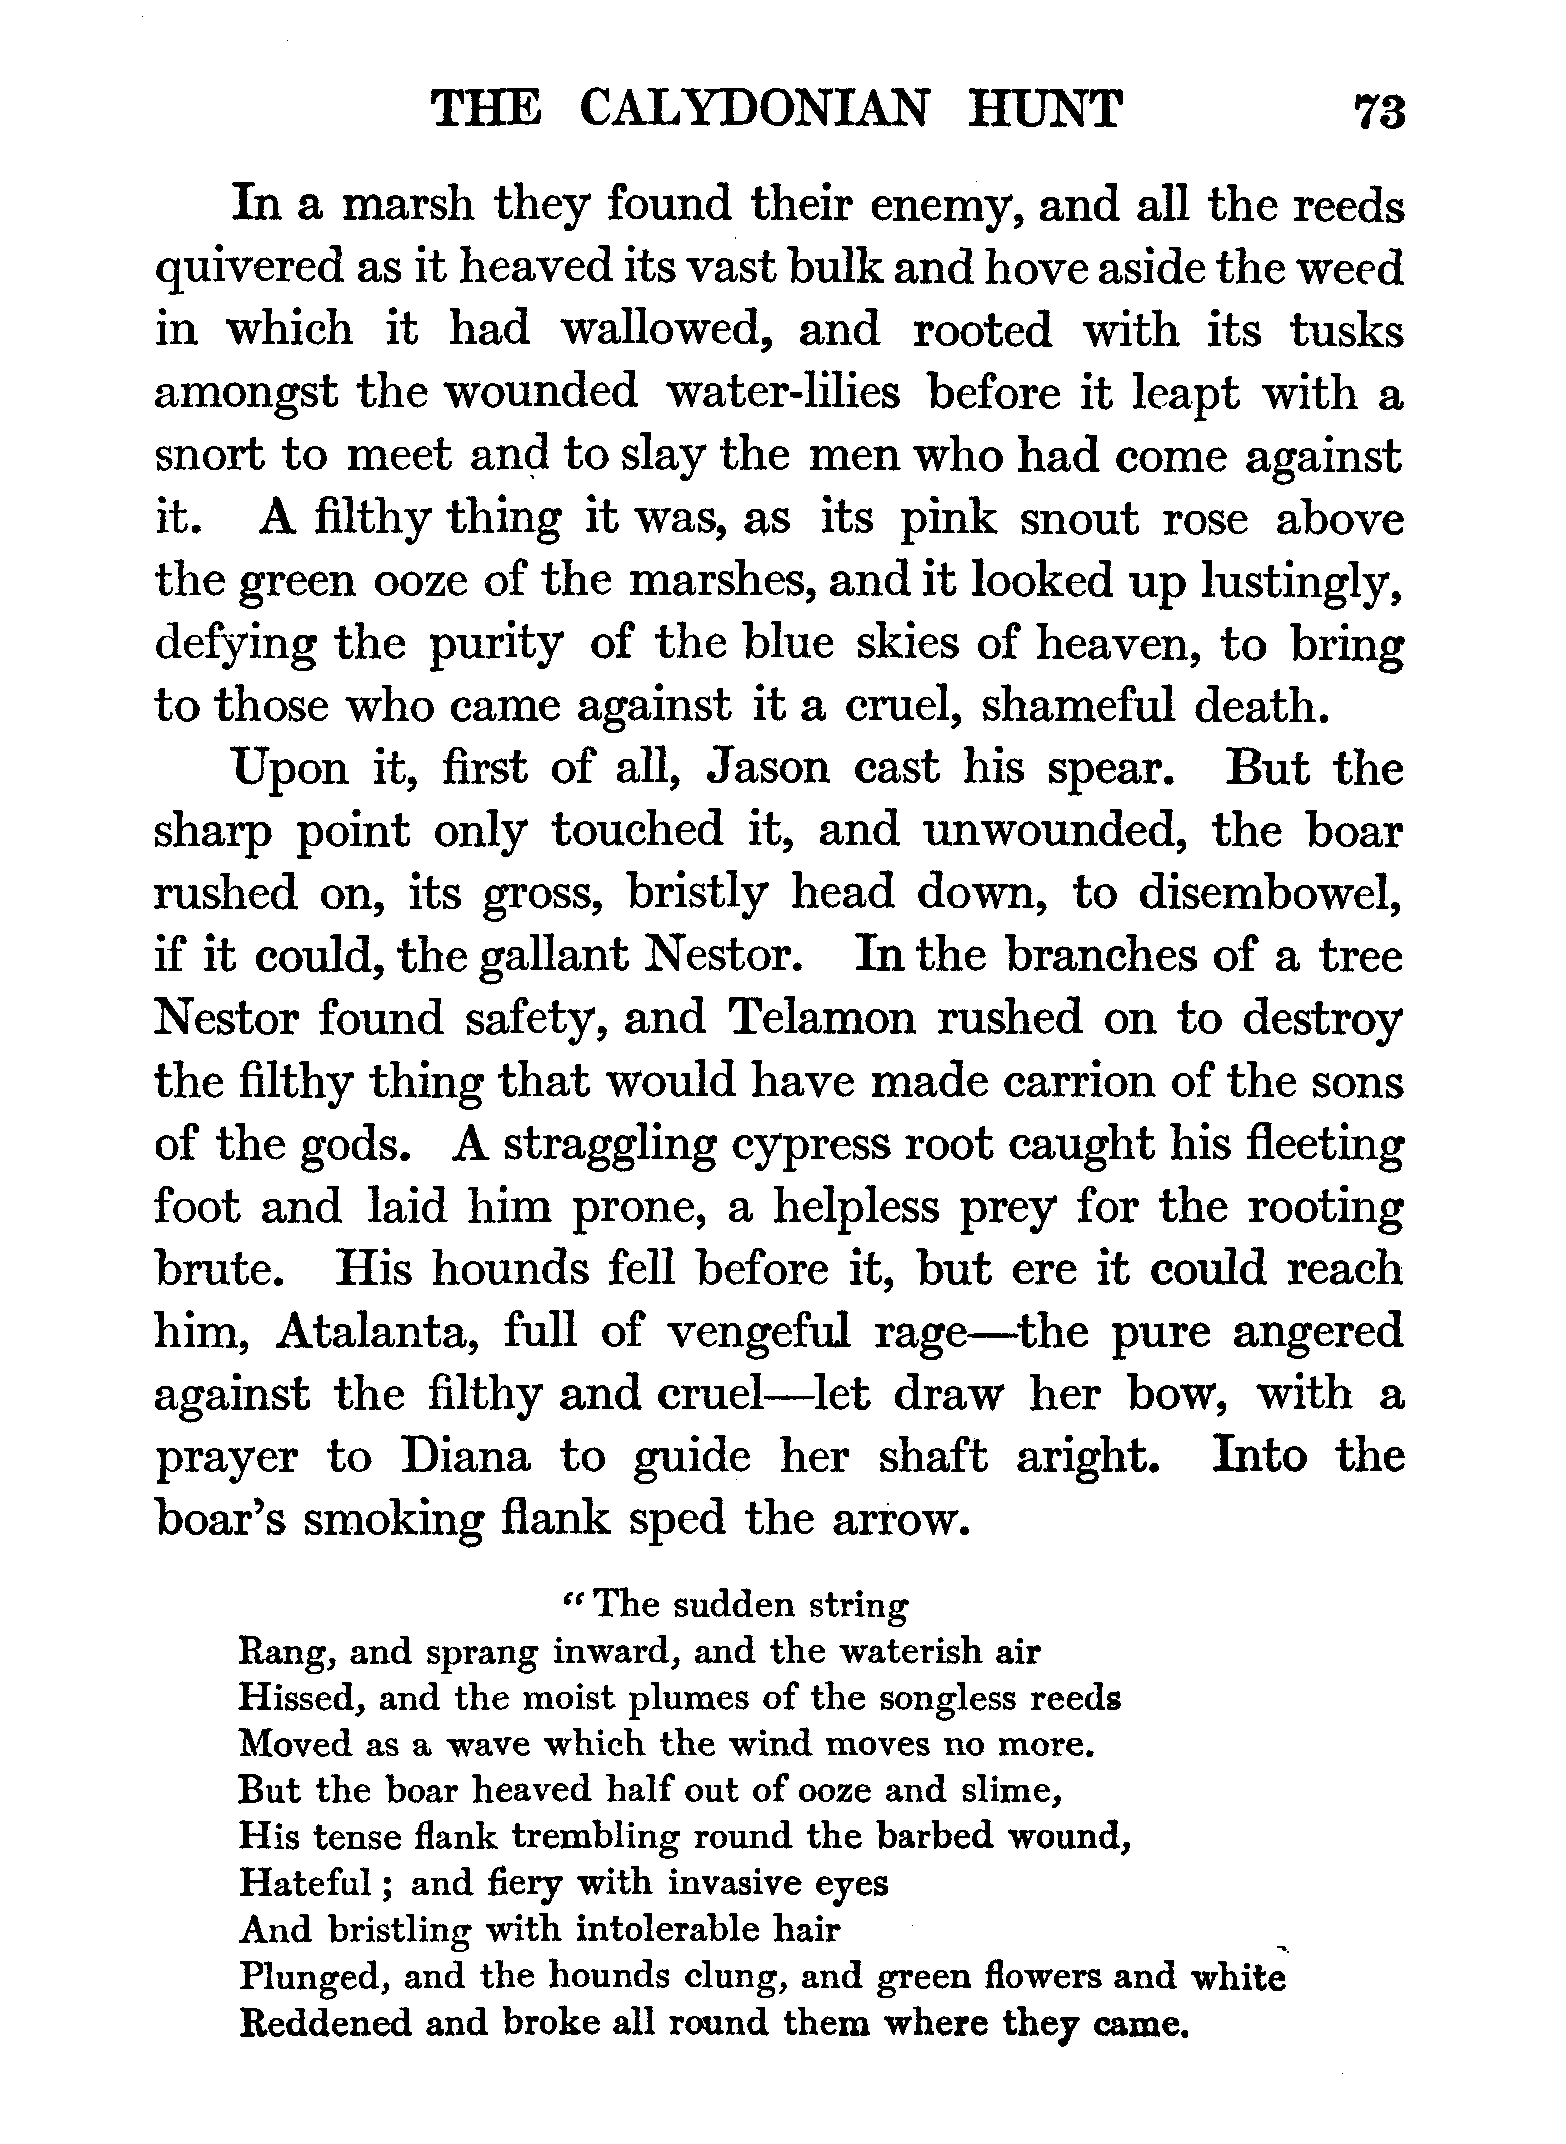 THE CALYDONIAN HUNT 73
In a marsh they found their enemy, and all the reeds
quivered as it heaved its vast bulk and hove aside the weed
in which it had wallowed, and rooted with its tusks
amongst the wounded water-lilies before it leapt with a
snort to meet and to slay the men who had come against
it. A filthy thing it was, as its pink snout rose above
the green ooze of the marshes, and it looked up lustingly,
defying the purity of the blue skies of heaven, to bring
to those who came against it a cruel, shameful death.
Upon it, first of all, Jason cast his spear. But the
sharp point only touched it, and unwounded, the boar
rushed on, its gross, bristly head down, to disembowel,
if it could, the gallant Nestor. In the branches of a tree
Nestor found safety, and Telamon rushed on to destroy
the filthy thing that would have made carrion of the sons
of the gods. A straggling cypress root caught his fleeting
foot and laid him prone, a helpless prey for the rooting
brute. His hounds fell before it, but ere it could reach
him, Atalanta, full of vengeful rage—the pure angered
against the filthy and cruel—let draw her bow, with a
prayer to Diana to guide her shaft aright. Into the
boar's smoking flank sped the arrow.
"The sudden string
Rang, and sprang inward, and the waterish air
Hissed, and the moist plumes of the songless reeds
Moved as a wave which the wind moves no more.
But the boar heaved half out of ooze and slime,
His tense flank trembling round the barbed wound,
Hateful; and fiery with invasive eyes
And bristling with intolerable hair
Plunged, and the hounds clung, and green flowers and white
Reddened and broke all round them where they came.